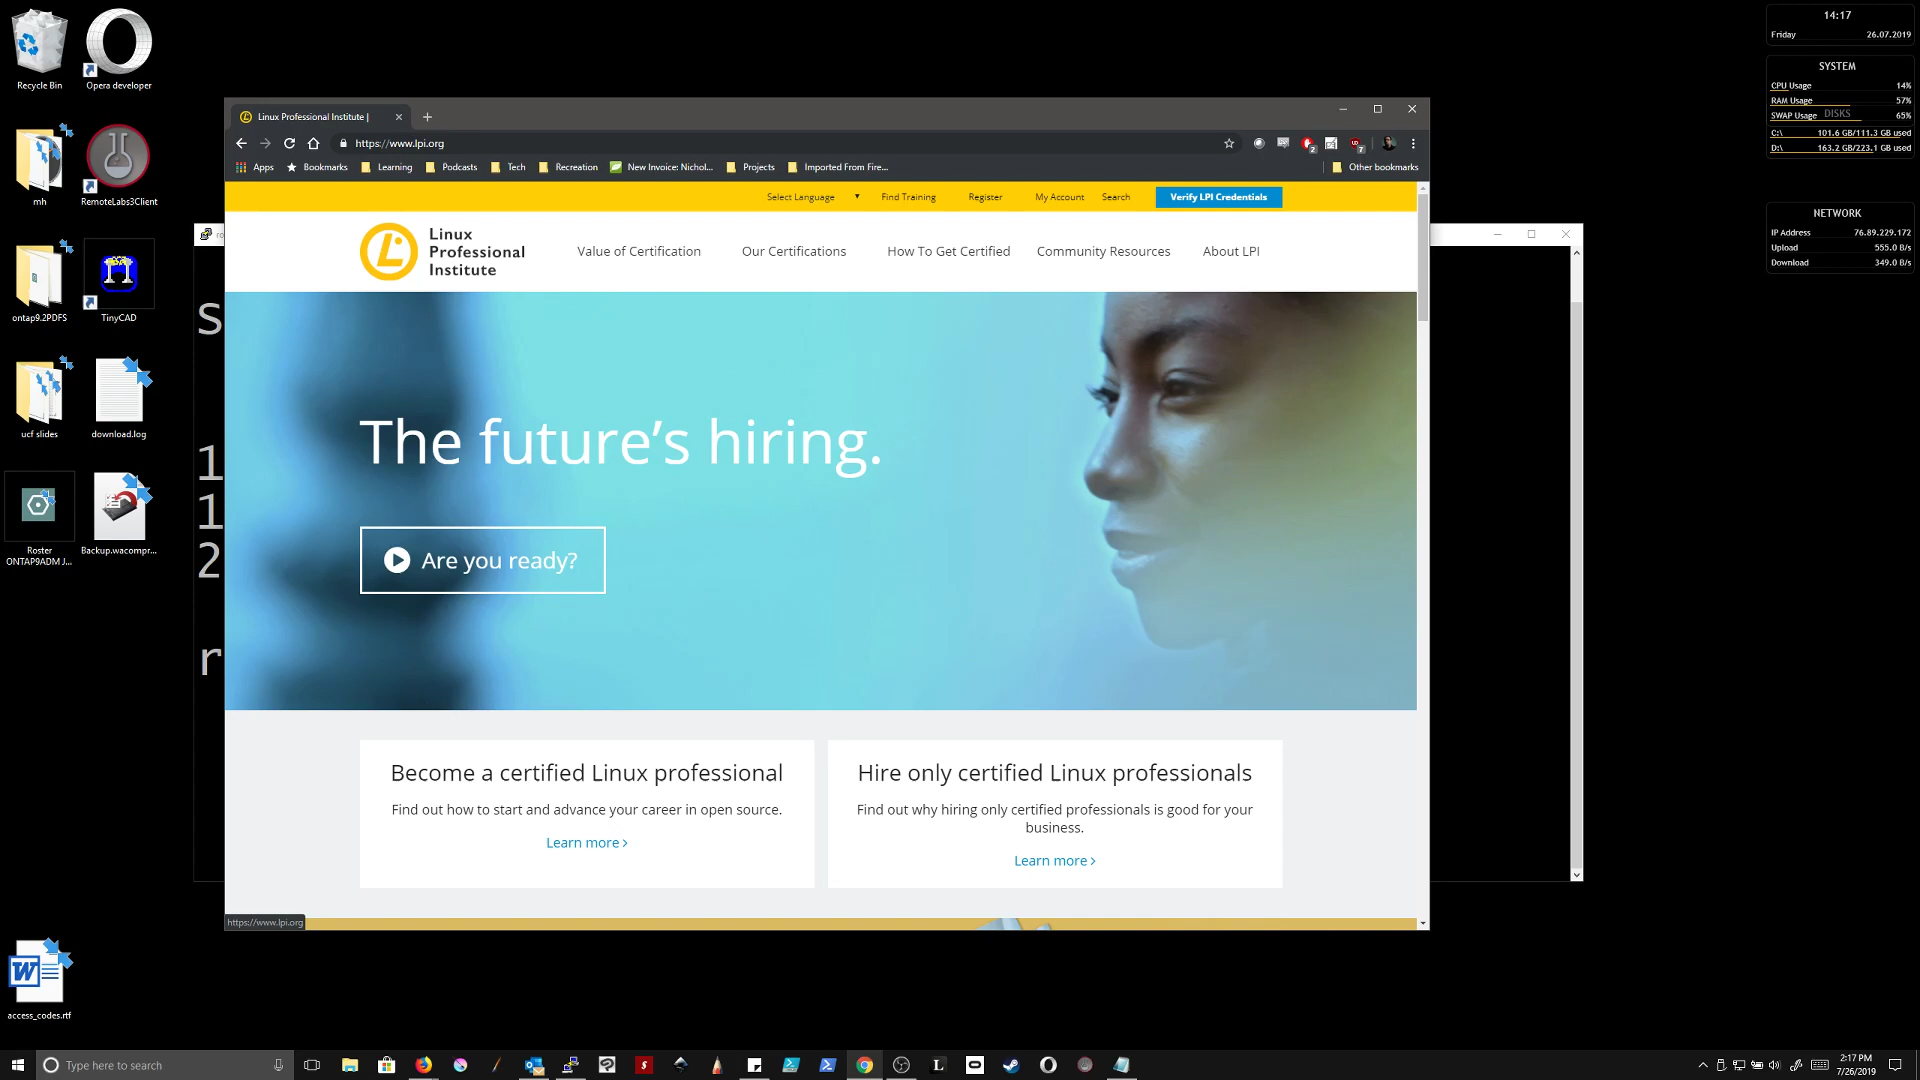 Recycle Bin
Opera developer
mh
RemoteLabs3Client
ontap9.2PDFS
TinyCAD
ucf slides
download.log
Roster
ONTAP9ADM J...
Backup.wacompr...
access_codes.rtf
Linux Professional Institute |
https://www.lpi.org
Apps
Bookmarks
Learning
Podcasts
Tech
Recreation
New Invoice: Nichol...
Projects
Imported From Fire...
Other bookmarks
Select Language
Find Training
Register
My Account
Search
Verify LPI Credentials
Linux
Professional
Institute
Value of Certification
Our Certifications
How To Get Certified
Community Resources
About LPI
The future's hiring.
Are you ready?
Become a certified Linux professional
Find out how to start and advance your career in open source.
Learn more >
Hire only certified Linux professionals
Find out why hiring only certified professionals is good for your
business.
Learn more >
https://www.lpi.org
ro
S
1
1
2
r
14:17
Friday 26.07.2019
SYSTEM
CPU Usage 14%
RAM Usage 57%
SWAP Usage 65%
DISKS
C:\ 101.6 GB/111.3 GB used
D:\ 163.2 GB/223.1 GB used
NETWORK
IP Address 76.89.229.172
Upload 555.0 B/s
Download 349.0 B/s
Type here to search
2:17 PM
7/26/2019